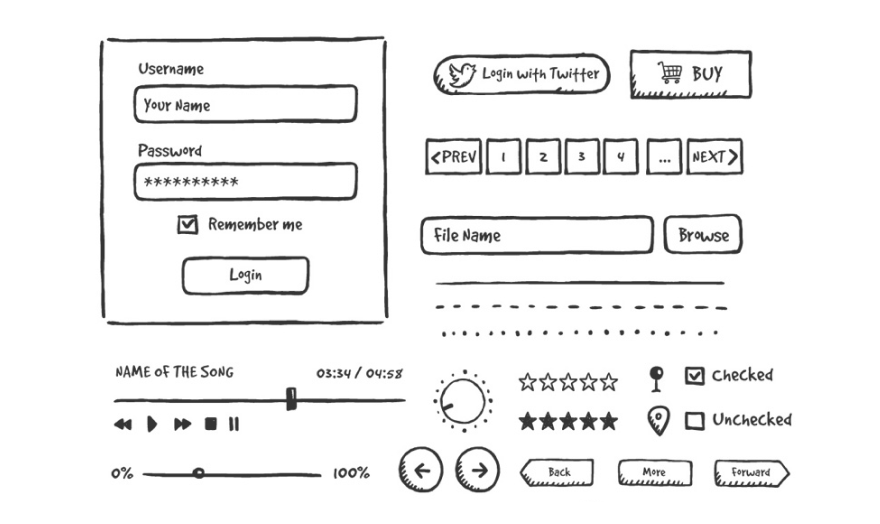 Username
Your Name
Password
**********
Remember me
Login
Login with Twitter
BUY
<PREV 1 2 3 4 ... NEXT>
File Name
Browse
NAME OF THE SONG
03:34 / 04:58
0%
100%
Checked
Unchecked
Back
More
Forward